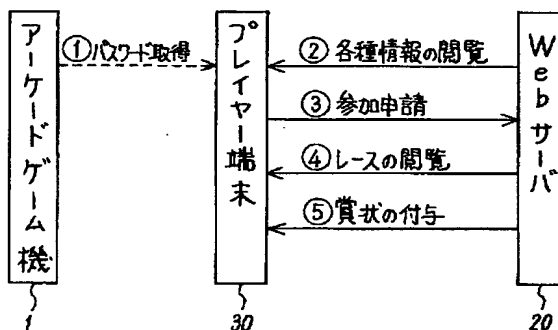 アーケードゲーム機
①パスワード取得
プレイヤー端末
②各種情報の閲覧
③参加申請
④レースの閲覧
⑤賞状の付与
Webサーバ
1
30
20